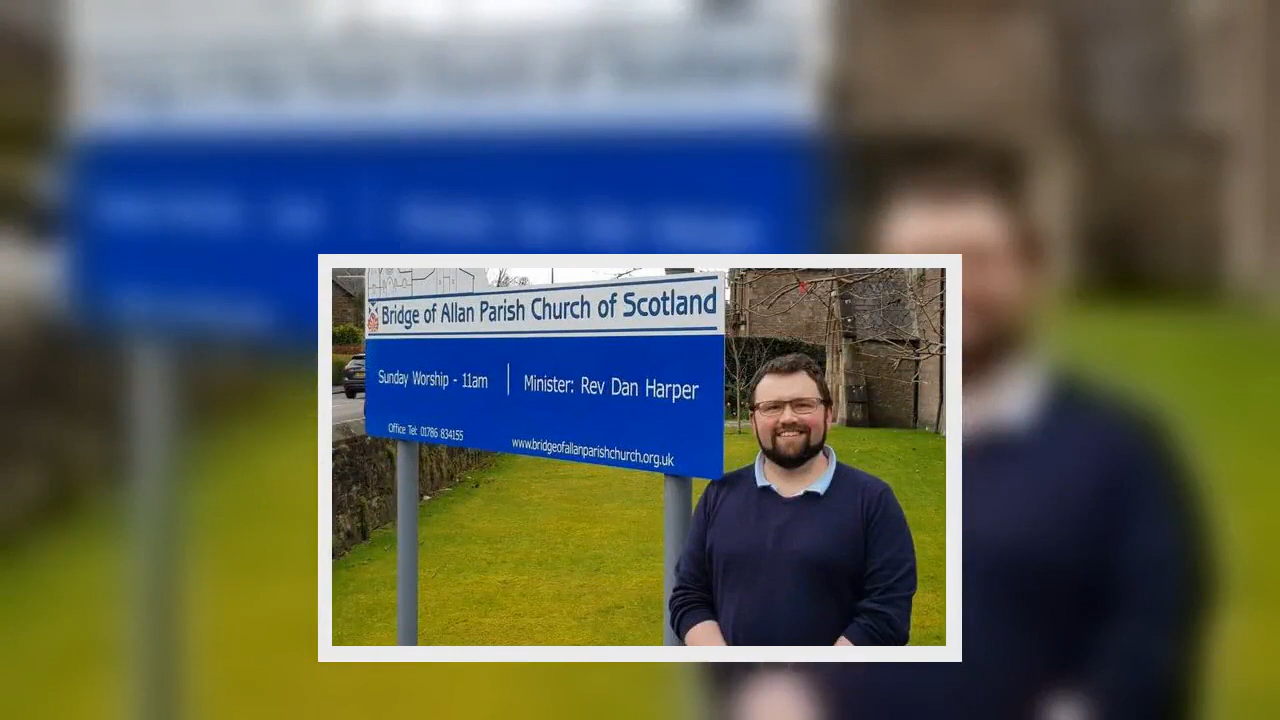 Bridge of Allan Parish Church of Scotland
Sunday Worship - 11am
Minister: Rev Dan Harper
Office Tel: 01786 834155
www.bridgeofallanparishchurch.org.uk